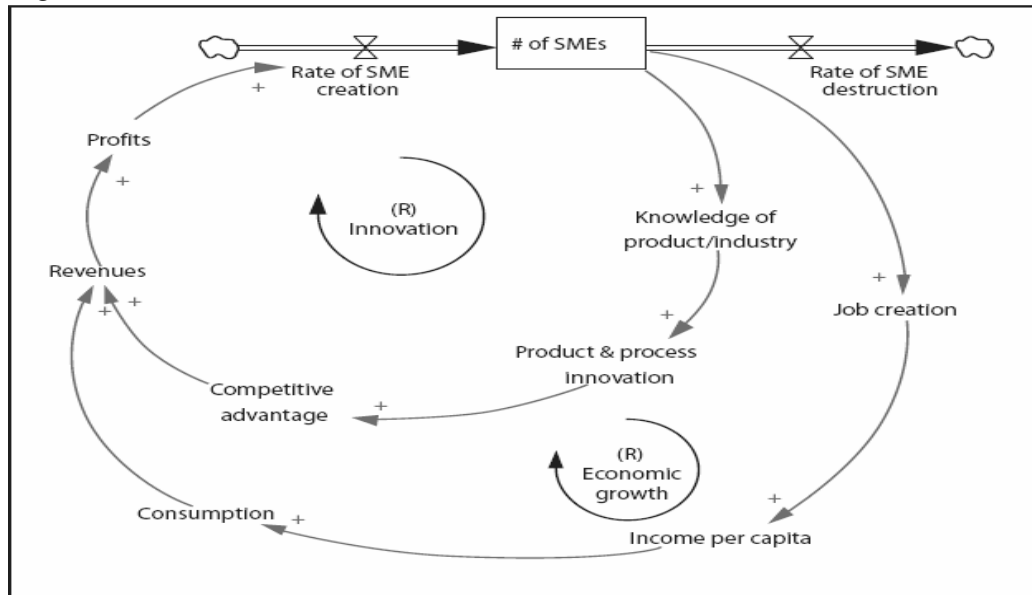 # of SMEs
Rate of SME
creation
Rate of SME
destruction
+
Profits
+
(R)
Innovation
+
Knowledge of
product/industry
Revenues
+
+
+
Job creation
+
Product & process
innovation
Competitive
advantage
+
(R)
Economic
growth
+
Consumption
+
Income per capita